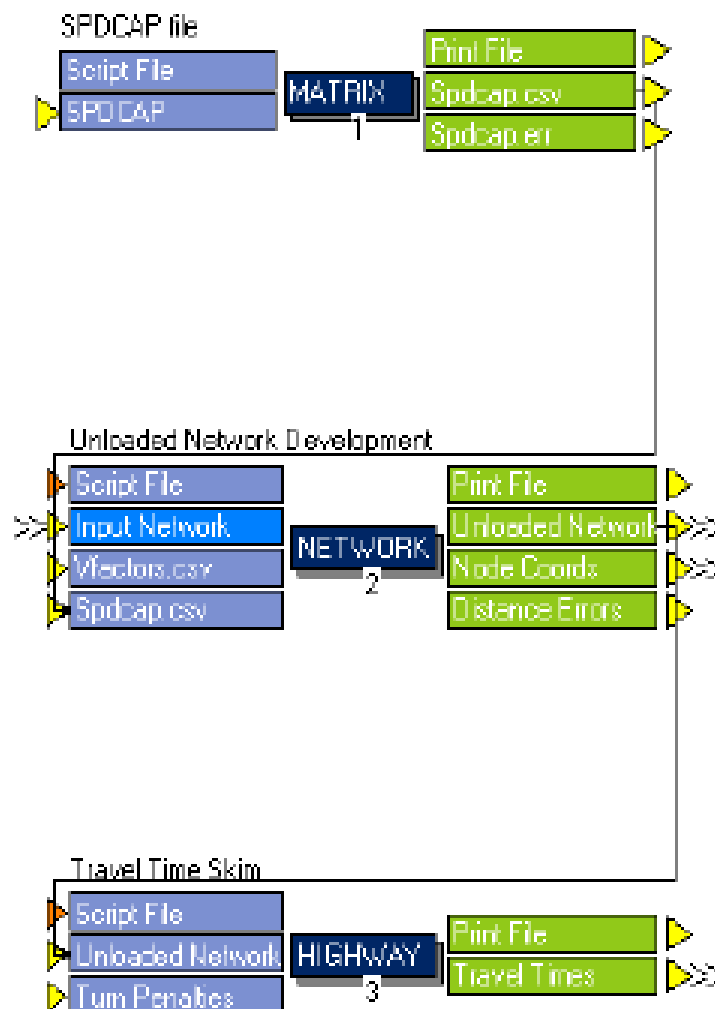 SPDCAP file
Script File
SPDCAP
MATRIX
1
Print File
Spdcap.csv
Spdcap.err
Unloaded Network Development
Script File
Input Network
Vfactors.csv
Spdcap.csv
NETWORK
2
Print File
Unloaded Network
Node Coords
Distance Errors
Travel Time Skim
Script File
Unloaded Network
Turn Penalties
HIGHWAY
3
Print File
Travel Times